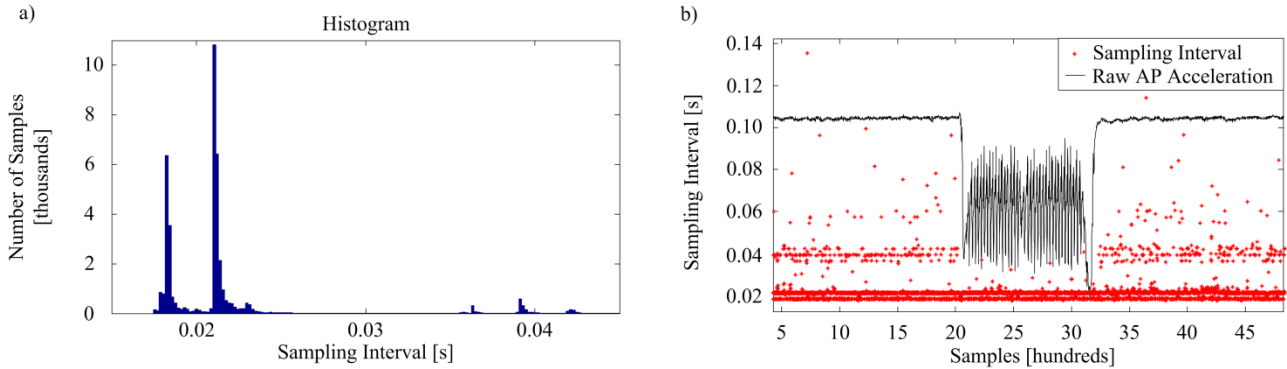 a)
Histogram
Number of Samples
[thousands]
10
8
6
4
2
0
0.02
0.03
0.04
Sampling Interval [s]
b)
Sampling Interval [s]
0.14
0.12
0.10
0.08
0.06
0.04
0.02
Sampling Interval
Raw AP Acceleration
5
10
15
20
25
30
35
40
45
Samples [hundreds]